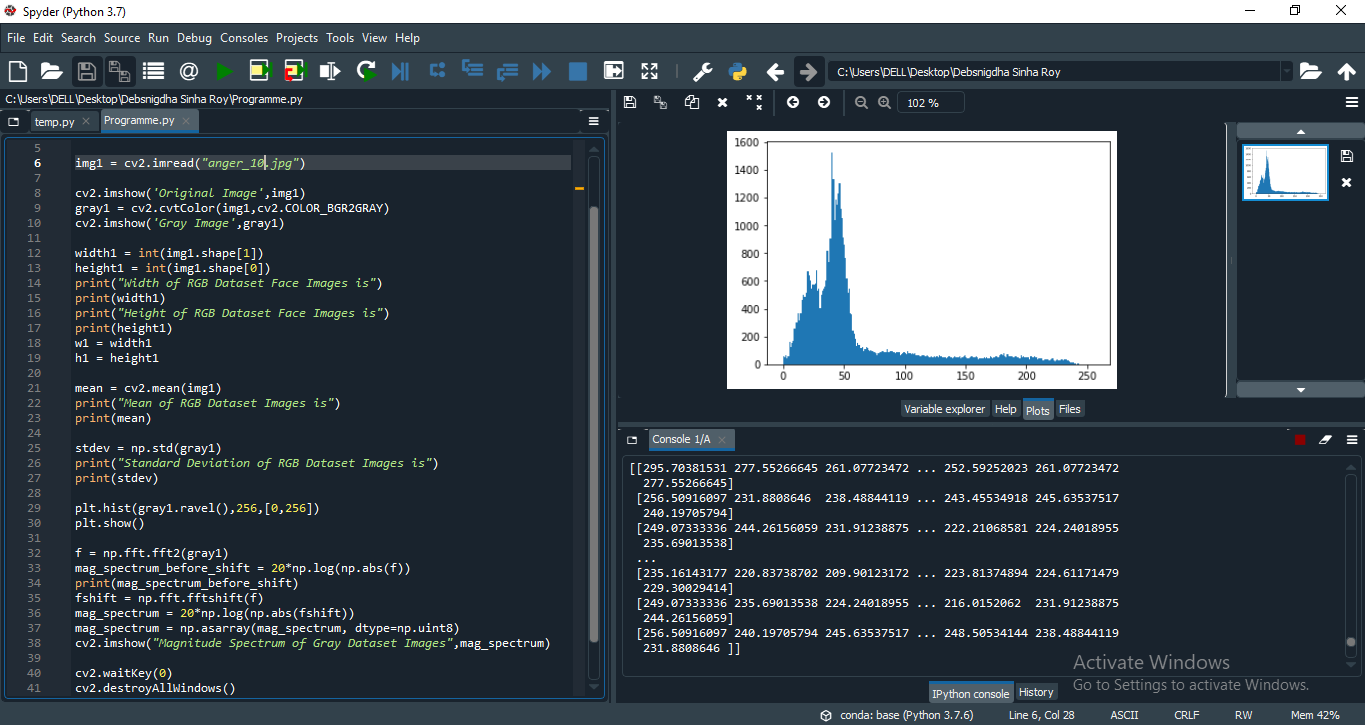 Spyder (Python 3.7)
File Edit Search Source Run Debug Consoles Projects Tools View Help
C:\Users\DELL\Desktop\Debsnigdha Sinha Roy
C:\Users\DELL\Desktop\Debsnigdha Sinha Roy\Programme.py
temp.py Programme.py
5
6 img1 = cv2.imread("anger_10.jpg")
7
8 cv2.imshow('Original Image',img1)
9 gray1 = cv2.cvtColor(img1,cv2.COLOR_BGR2GRAY)
10 cv2.imshow('Gray Image',gray1)
11
12 width1 = int(img1.shape[1])
13 height1 = int(img1.shape[0])
14 print("Width of RGB Dataset Face Images is")
15 print(width1)
16 print("Height of RGB Dataset Face Images is")
17 print(height1)
18 w1 = width1
19 h1 = height1
20
21 mean = cv2.mean(img1)
22 print("Mean of RGB Dataset Images is")
23 print(mean)
24
25 stdev = np.std(gray1)
26 print("Standard Deviation of RGB Dataset Images is")
27 print(stdev)
28
29 plt.hist(gray1.ravel(),256,[0,256])
30 plt.show()
31
32 f = np.fft.fft2(gray1)
33 mag_spectrum_before_shift = 20*np.log(np.abs(f))
34 print(mag_spectrum_before_shift)
35 fshift = np.fft.fftshift(f)
36 mag_spectrum = 20*np.log(np.abs(fshift))
37 mag_spectrum = np.asarray(mag_spectrum, dtype=np.uint8)
38 cv2.imshow("Magnitude Spectrum of Gray Dataset Images",mag_spectrum)
39
40 cv2.waitKey(0)
41 cv2.destroyAllWindows()
102 %
1600
1400
1200
1000
800
600
400
200
0
0 50 100 150 200 250
Variable explorer Help Plots Files
Console 1/A
[[295.70381531 277.55266645 261.07723472 ... 252.59252023 261.07723472
277.55266645]
[256.50916097 231.8808646 238.48844119 ... 243.45534918 245.63537517
240.19705794]
[249.07333336 244.26156059 231.91238875 ... 222.21068581 224.24018955
235.69013538]
...
[235.16143177 220.83738702 209.90123172 ... 223.81374894 224.61171479
229.30029414]
[249.07333336 235.69013538 224.24018955 ... 216.0152062 231.91238875
244.26156059]
[256.50916097 240.19705794 245.63537517 ... 248.50534144 238.48844119
231.8808646 ]]
Activate Windows
Go to Settings to activate Windows.
IPython console History
conda: base (Python 3.7.6) Line 6, Col 28 ASCII CRLF RW Mem 42%